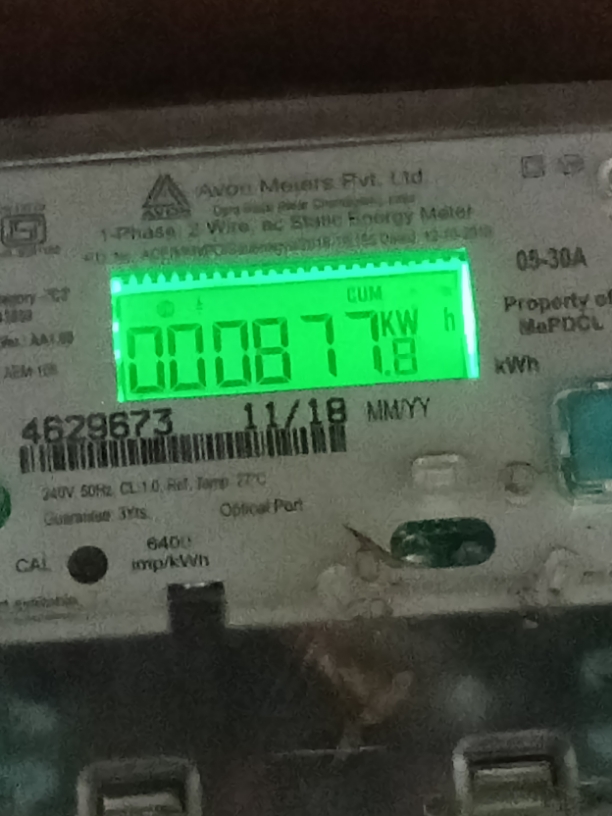 Avon Meters Pvt. Ltd.
AVON
1-Phase, 2 Wire, ac Static Energy Meter
05-30A
CUM
000877.8 KW h
Property of
MePDCL
kWh
4629673 11/18 MM/YY
240V 50Hz, CL.1.0, Ref. Temp. 27°C
Guarantee 3Yrs.
Optical Port
CAL
6400
imp/kWh